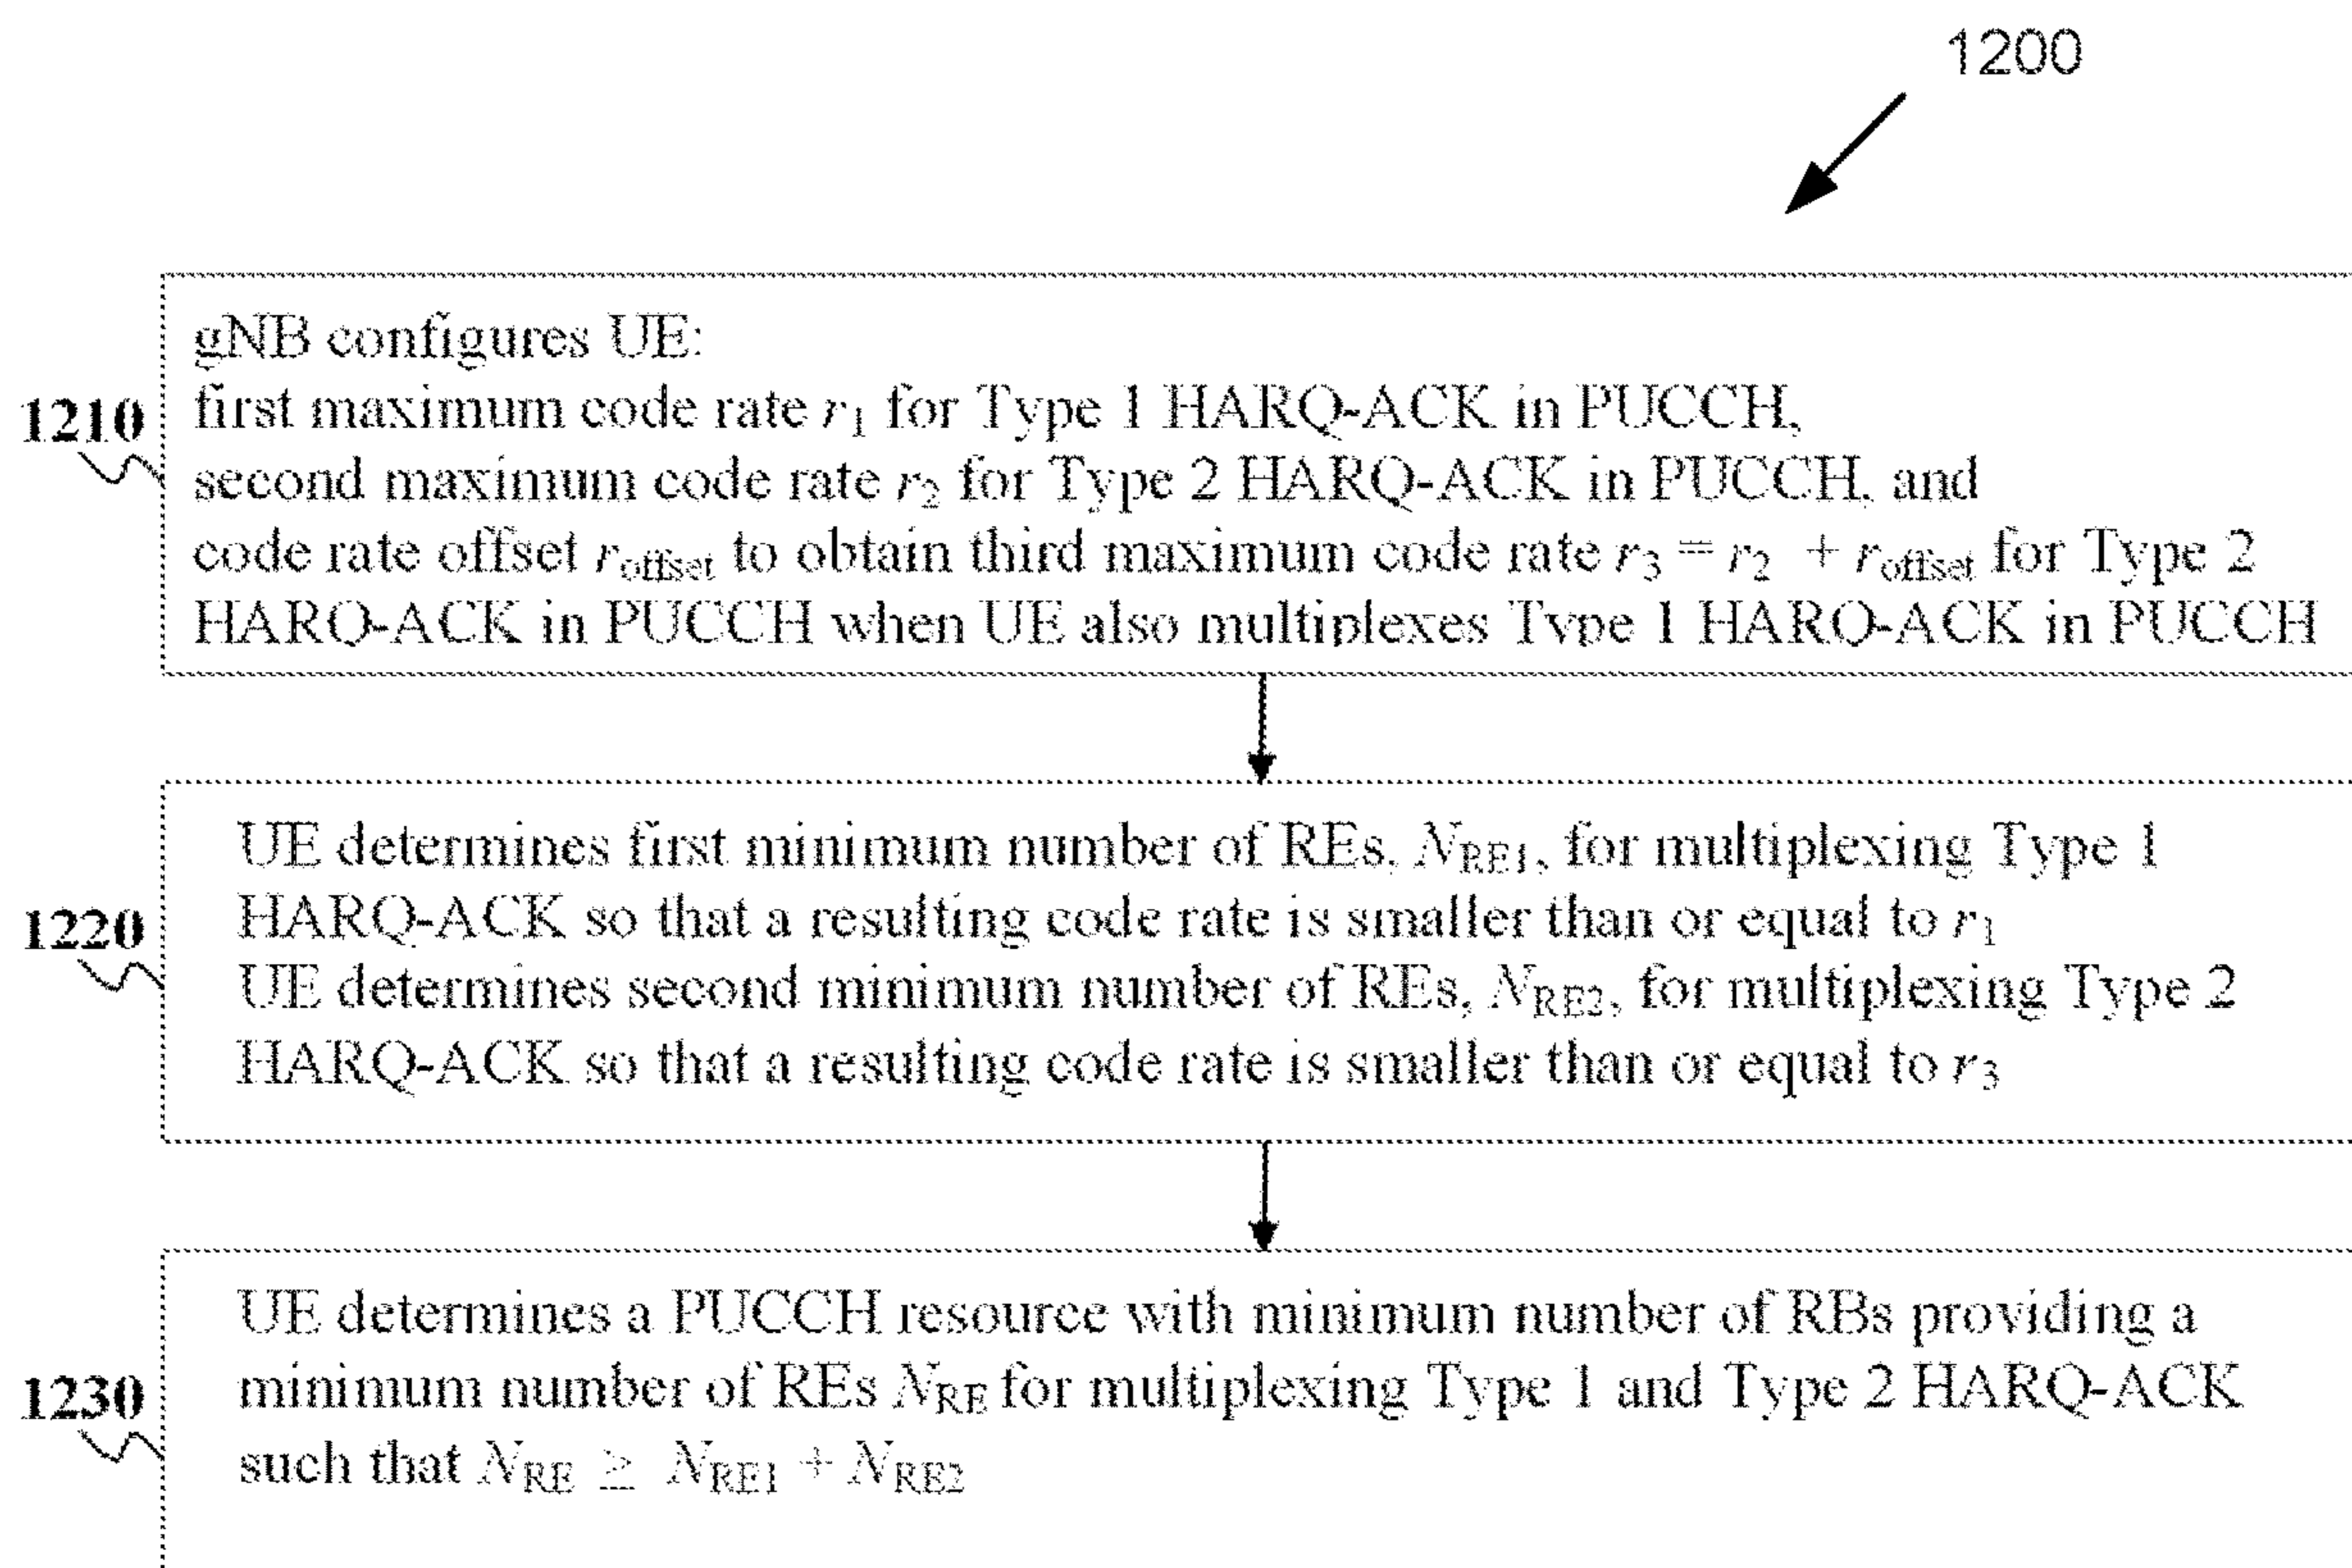 1200
gNB configures UE:
1210 first maximum code rate r1 for Type 1 HARQ-ACK in PUCCH,
second maximum code rate r2 for Type 2 HARQ-ACK in PUCCH, and
code rate offset roffset to obtain third maximum code rate r3 = r2 + roffset for Type 2
HARQ-ACK in PUCCH when UE also multiplexes Type 1 HARQ-ACK in PUCCH
UE determines first minimum number of REs, NRE1, for multiplexing Type 1
1220 HARQ-ACK so that a resulting code rate is smaller than or equal to r1
UE determines second minimum number of REs, NRE2, for multiplexing Type 2
HARQ-ACK so that a resulting code rate is smaller than or equal to r3
UE determines a PUCCH resource with minimum number of RBs providing a
1230 minimum number of REs NRE for multiplexing Type 1 and Type 2 HARQ-ACK
such that NRE ≥ NRE1 + NRE2